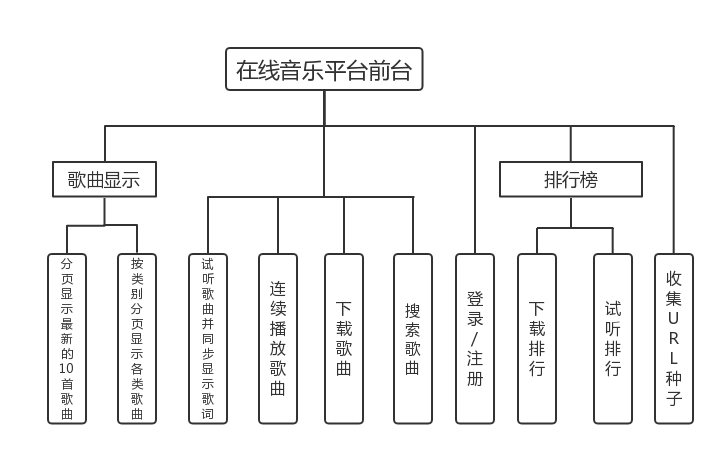 在线音乐平台前台
歌曲显示
排行榜
分页显示最新的10首歌曲
按类别分页显示各类歌曲
试听歌曲并同步显示歌词
连续播放歌曲
下载歌曲
搜索歌曲
登录/注册
下载排行
试听排行
收集URL种子